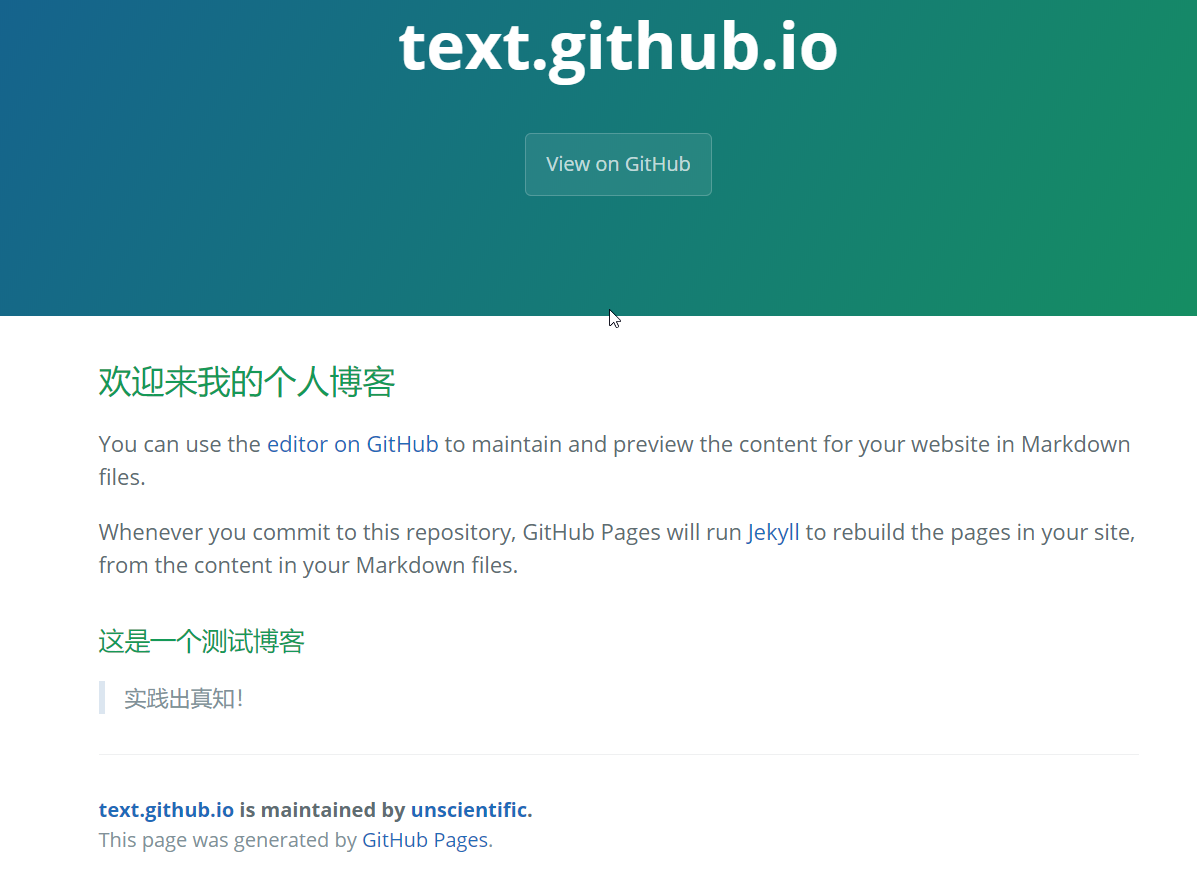 text.github.io
View on GitHub
欢迎来我的个人博客
You can use the editor on GitHub to maintain and preview the content for your website in Markdown
files.
Whenever you commit to this repository, GitHub Pages will run Jekyll to rebuild the pages in your site,
from the content in your Markdown files.
这是一个测试博客
实践出真知！
text.github.io is maintained by unscientific.
This page was generated by GitHub Pages.